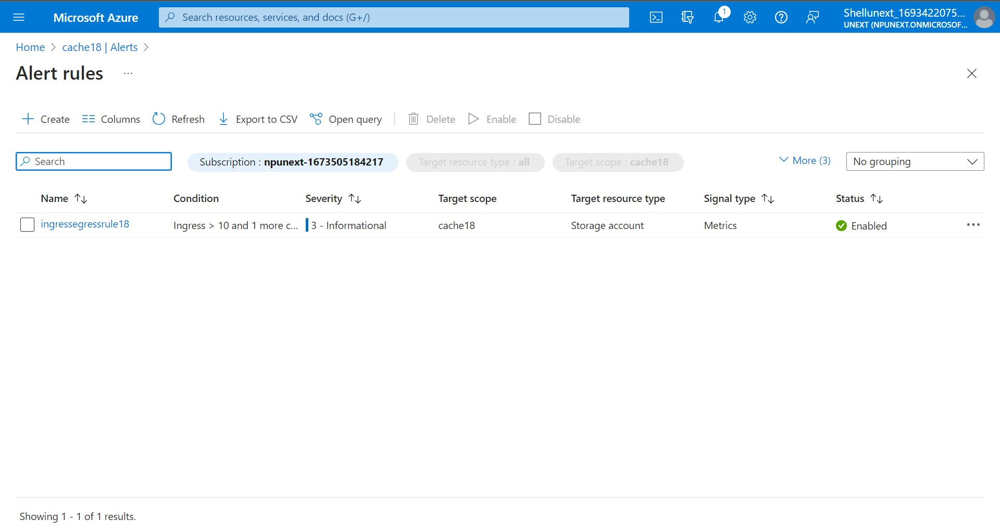 Microsoft Azure
Search resources, services, and docs (G+/)
1
Shellunext_1693422075...
UNEXT (NPUNEXT.ONMICROSOF...
Home > cache18 | Alerts >
Alert rules ...
Create Columns Refresh Export to CSV Open query Delete Enable Disable
Search
Subscription : npunext-1673505184217
Target resource type : all
Target scope : cache18
More (3)
No grouping
Name Condition Severity Target scope Target resource type Signal type Status
ingressegressrule18 Ingress > 10 and 1 more c... 3 - Informational cache18 Storage account Metrics Enabled
Showing 1 - 1 of 1 results.